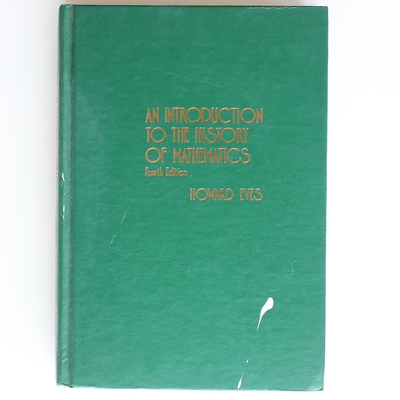 AN INTRODUCTION
TO THE HISTORY
OF MATHEMATICS
Fourth Edition
HOWARD EVES